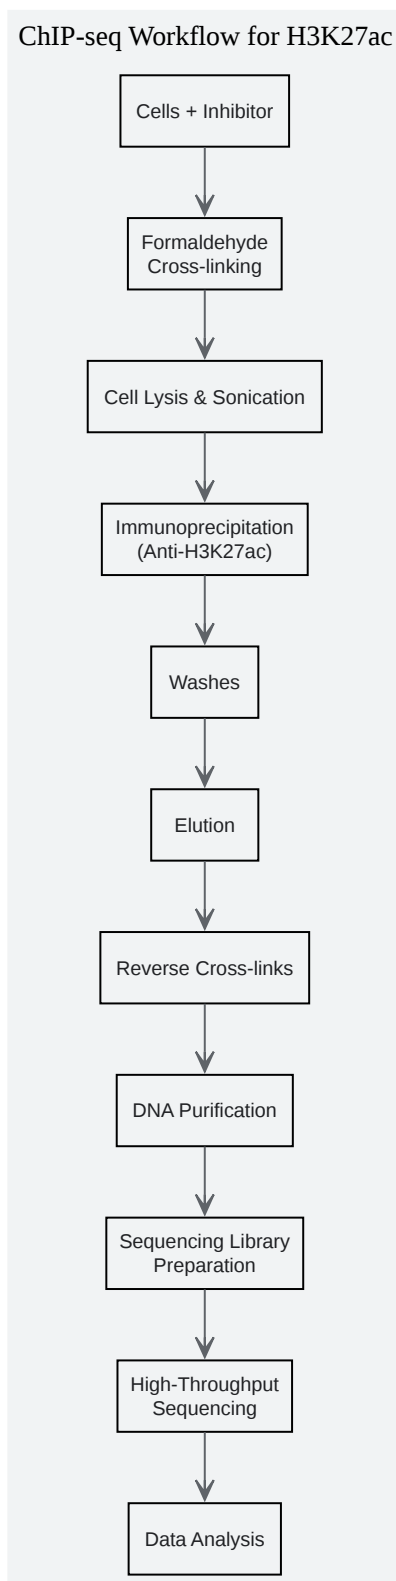 ChIP-seq Workflow for H3K27ac
Cells + Inhibitor
Formaldehyde
Cross-linking
Cell Lysis & Sonication
Immunoprecipitation
(Anti-H3K27ac)
Washes
Elution
Reverse Cross-links
DNA Purification
Sequencing Library
Preparation
High-Throughput
Sequencing
Data Analysis